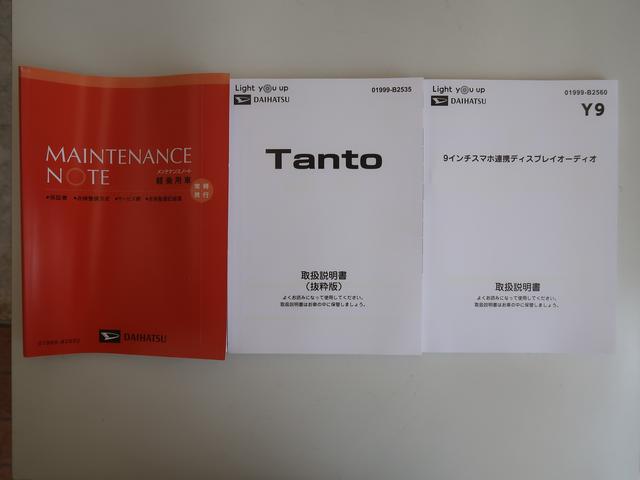 MAINTENANCE
NOTE
メンテナンスノート
軽乗用車
常時
携行
•保証書 •点検整備方式 •サービス網 •点検整備記録簿
DAIHATSU
Light you up
DAIHATSU
01999-B2535
Tanto
取扱説明書
(抜粋版)
よくお読みになって使用してください。
取扱説明書はお車の中に保管しましょう。
Light you up
DAIHATSU
01999-B2560
Y9
9インチスマホ連携ディスプレイオーディオ
取扱説明書
よくお読みになって使用してください。
取扱説明書はお車の中に保管しましょう。